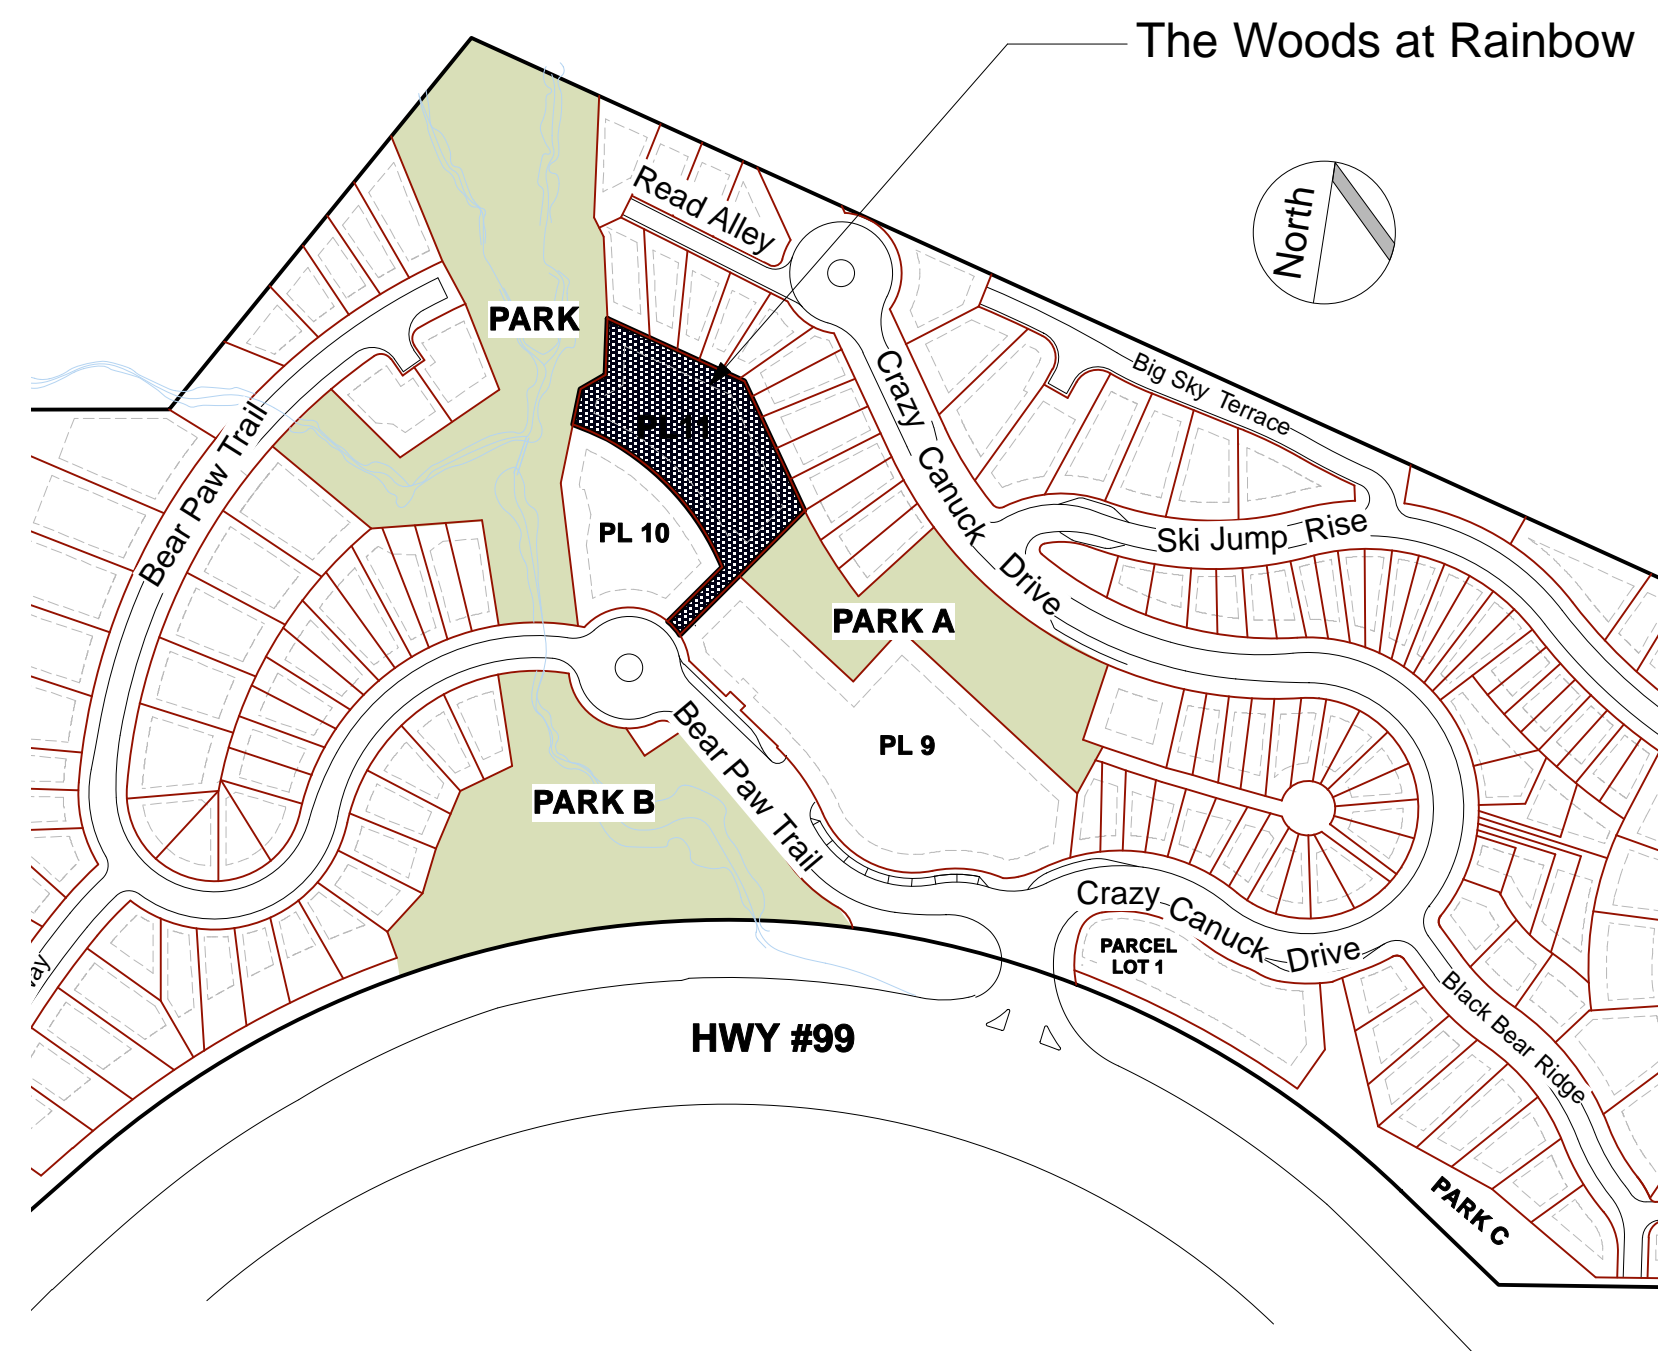 The Woods at Rainbow
Read Alley
North
PARK
Big Sky Terrace
Crazy Canuck Drive
PL 11
Bear Paw Trail
PL 10
Ski Jump Rise
PARK A
PL 9
Bear Paw Trail
PARK B
Crazy Canuck Drive
PARCEL
LOT 1
Black Bear Ridge
HWY #99
PARK C